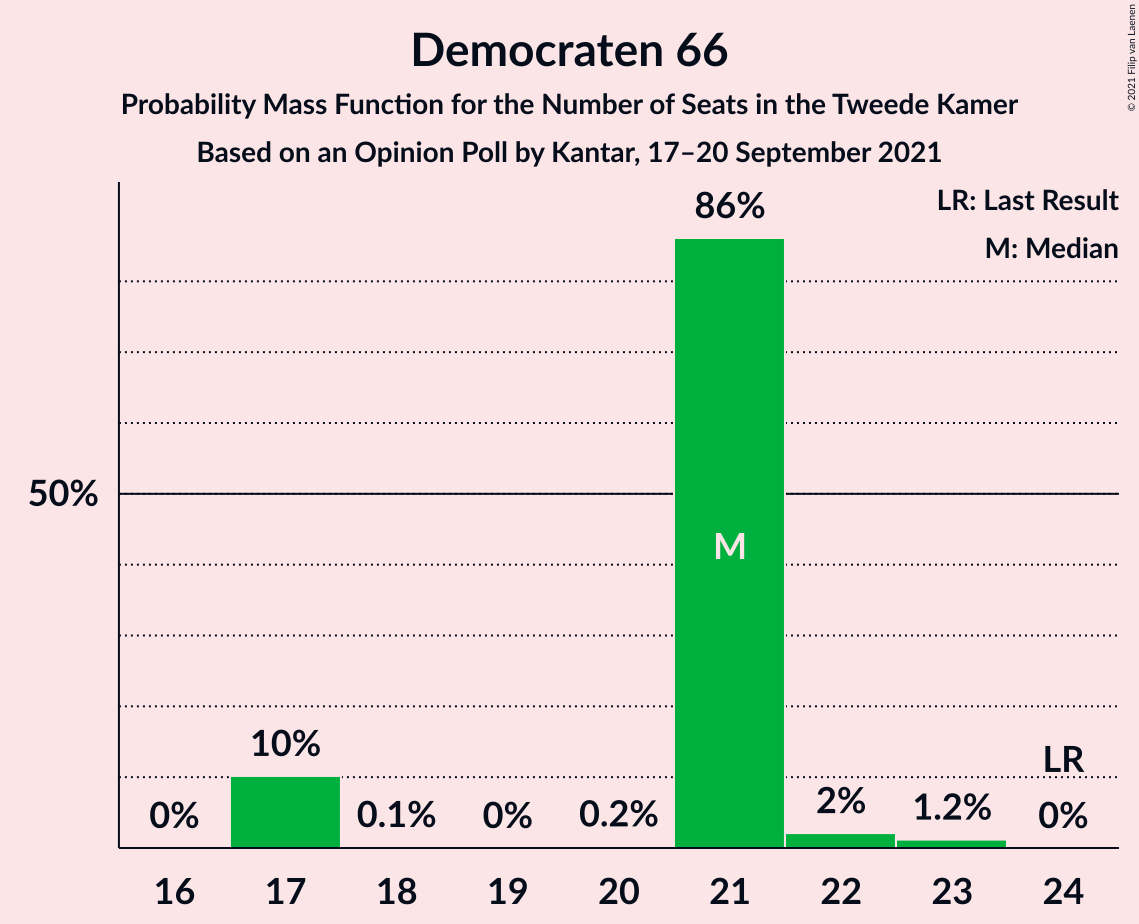 Democraten 66
Probability Mass Function for the Number of Seats in the Tweede Kamer
Based on an Opinion Poll by Kantar, 17–20 September 2021
© 2021 Filip van Laenen
LR: Last Result
M: Median
86%
50%
M
10%
LR
0%
0.1%
0%
0.2%
2%
1.2%
0%
16 17 18 19 20 21 22 23 24